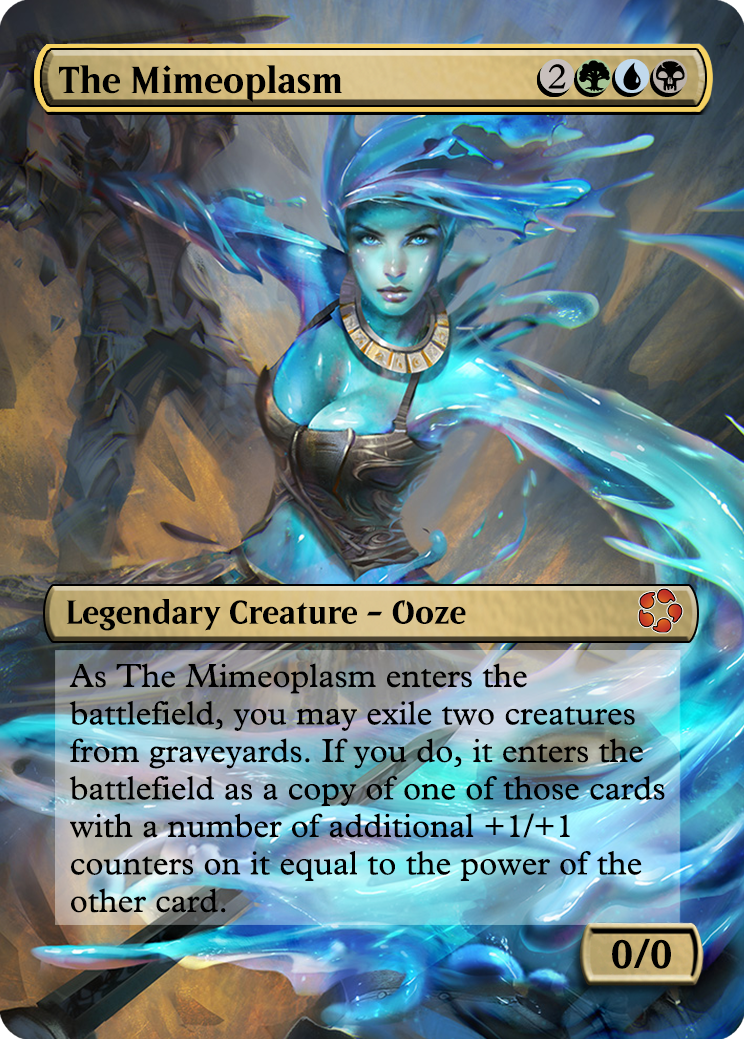 The Mimeoplasm 2
Legendary Creature – Ooze
As The Mimeoplasm enters the
battlefield, you may exile two creatures
from graveyards. If you do, it enters the
battlefield as a copy of one of those cards
with a number of additional +1/+1
counters on it equal to the power of the
other card.
0/0